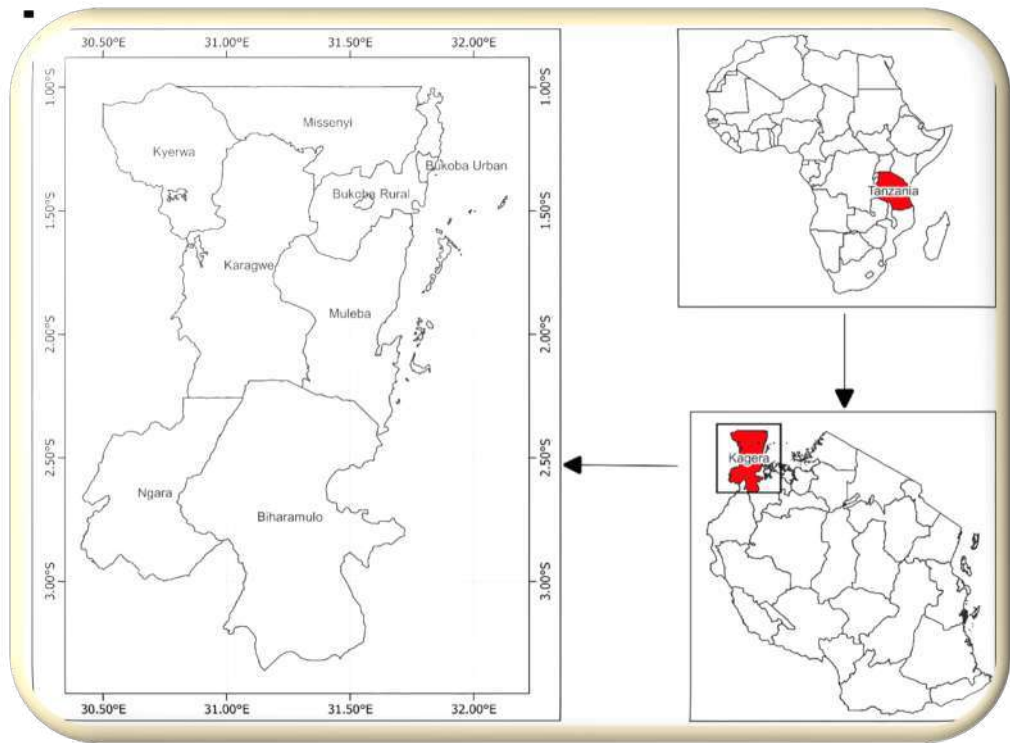 30.50°E 31.00°E 31.50°E 32.00°E
1.00°S 1.00°S
Missenyi
Kyerwa
Bukoba Urban
Bukoba Rural
1.50°S 1.50°S
Karagwe
Muleba
2.00°S 2.00°S
2.50°S 2.50°S
Ngara
Biharamulo
3.00°S 3.00°S
30.50°E 31.00°E 31.50°E 32.00°E
Tanzania
Kagera